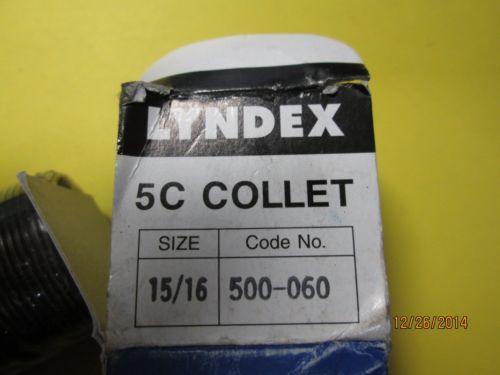 LYNDEX
5C COLLET
SIZE Code No.
15/16 500-060
12/26/2014